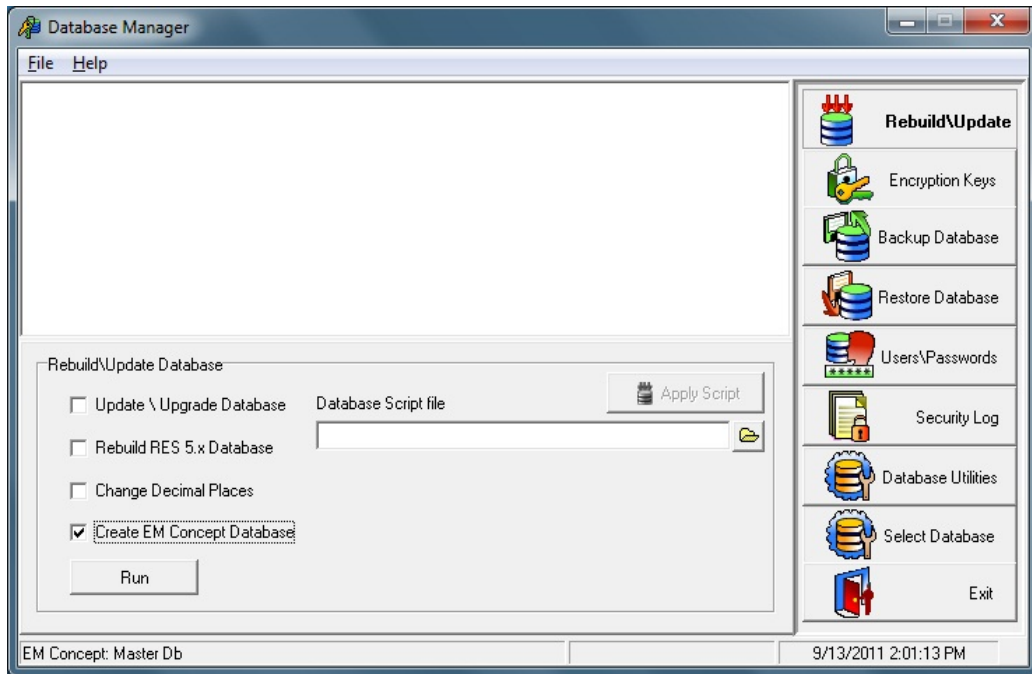 Database Manager
File Help
Rebuild\Update
Encryption Keys
Backup Database
Restore Database
Users\Passwords
*****
Security Log
Database Utilities
Select Database
Exit
Rebuild\Update Database
Update \ Upgrade Database
Rebuild RES 5.x Database
Change Decimal Places
Create EM Concept Database
Run
Database Script file
Apply Script
EM Concept: Master Db
9/13/2011 2:01:13 PM